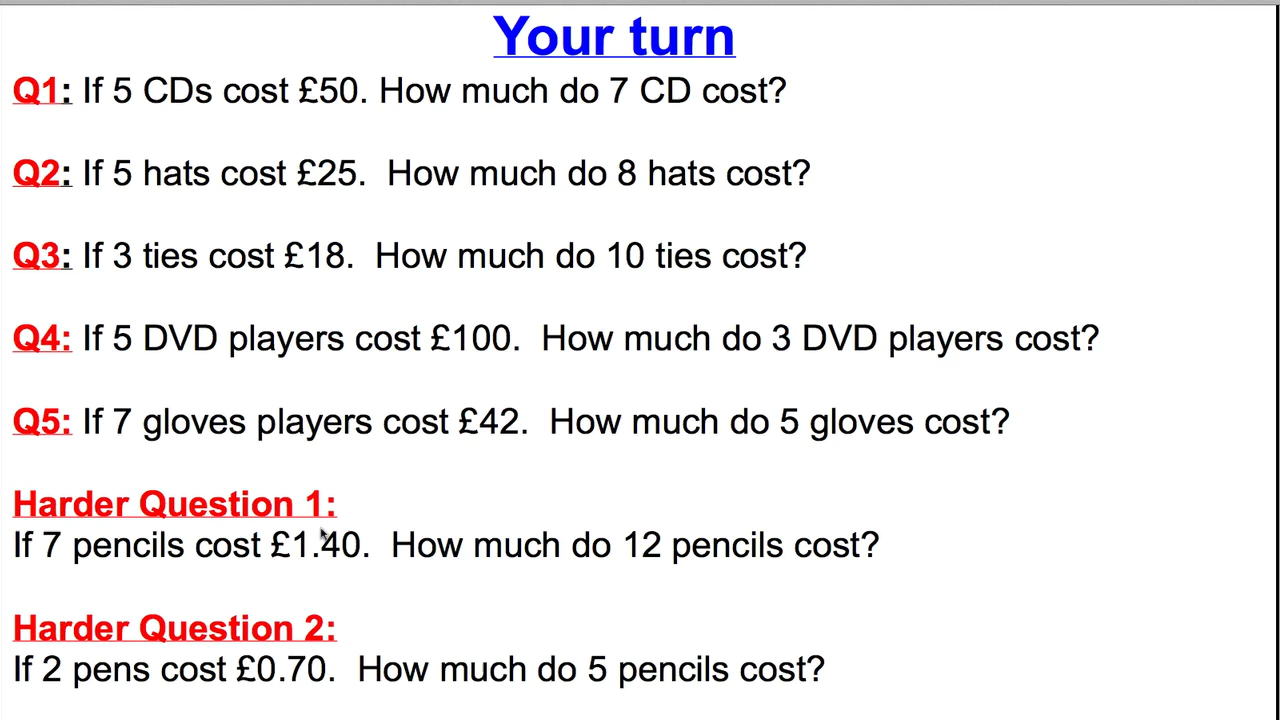 Your turn
Q1: If 5 CDs cost £50. How much do 7 CD cost?
Q2: If 5 hats cost £25.  How much do 8 hats cost?
Q3: If 3 ties cost £18.  How much do 10 ties cost?
Q4: If 5 DVD players cost £100.  How much do 3 DVD players cost?
Q5: If 7 gloves players cost £42.  How much do 5 gloves cost?
Harder Question 1:
If 7 pencils cost £1.40.  How much do 12 pencils cost?
Harder Question 2:
If 2 pens cost £0.70.  How much do 5 pencils cost?